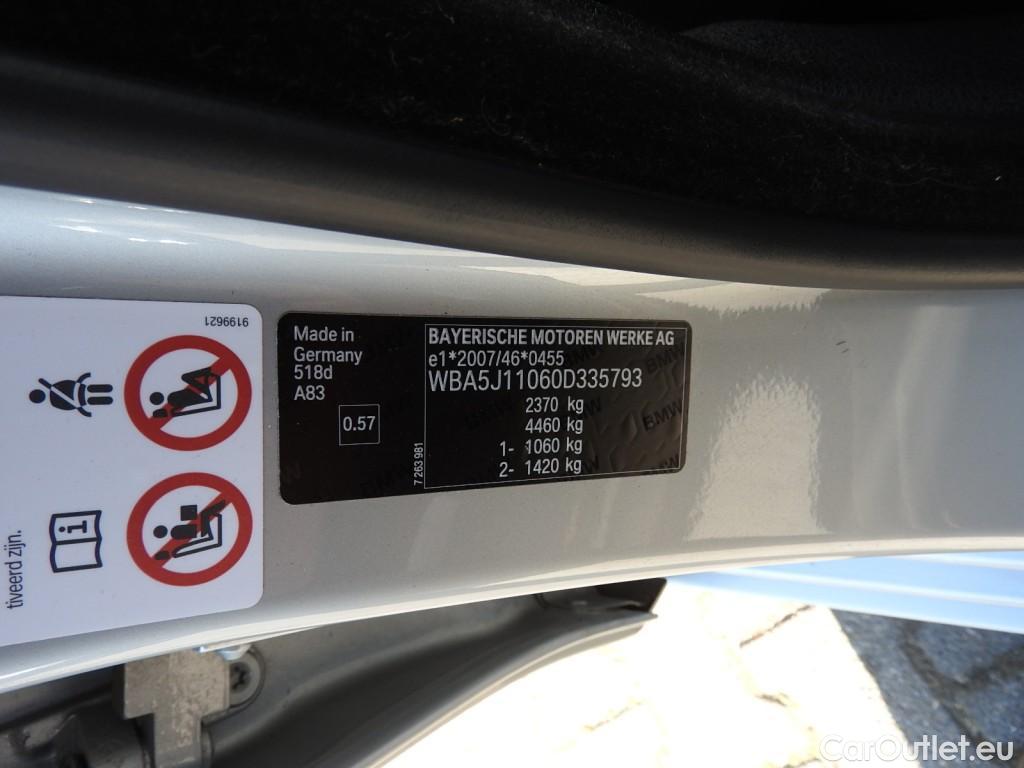 9199621
tiveerd zijn.
Made in
Germany
518d
A83
0.57
7 263 981
BAYERISCHE MOTOREN WERKE AG
e1*2007/46*0455
WBA5J11060D335793
2370 kg
4460 kg
1- 1060 kg
2- 1420 kg
BMW
BMW
CarOutlet.eu